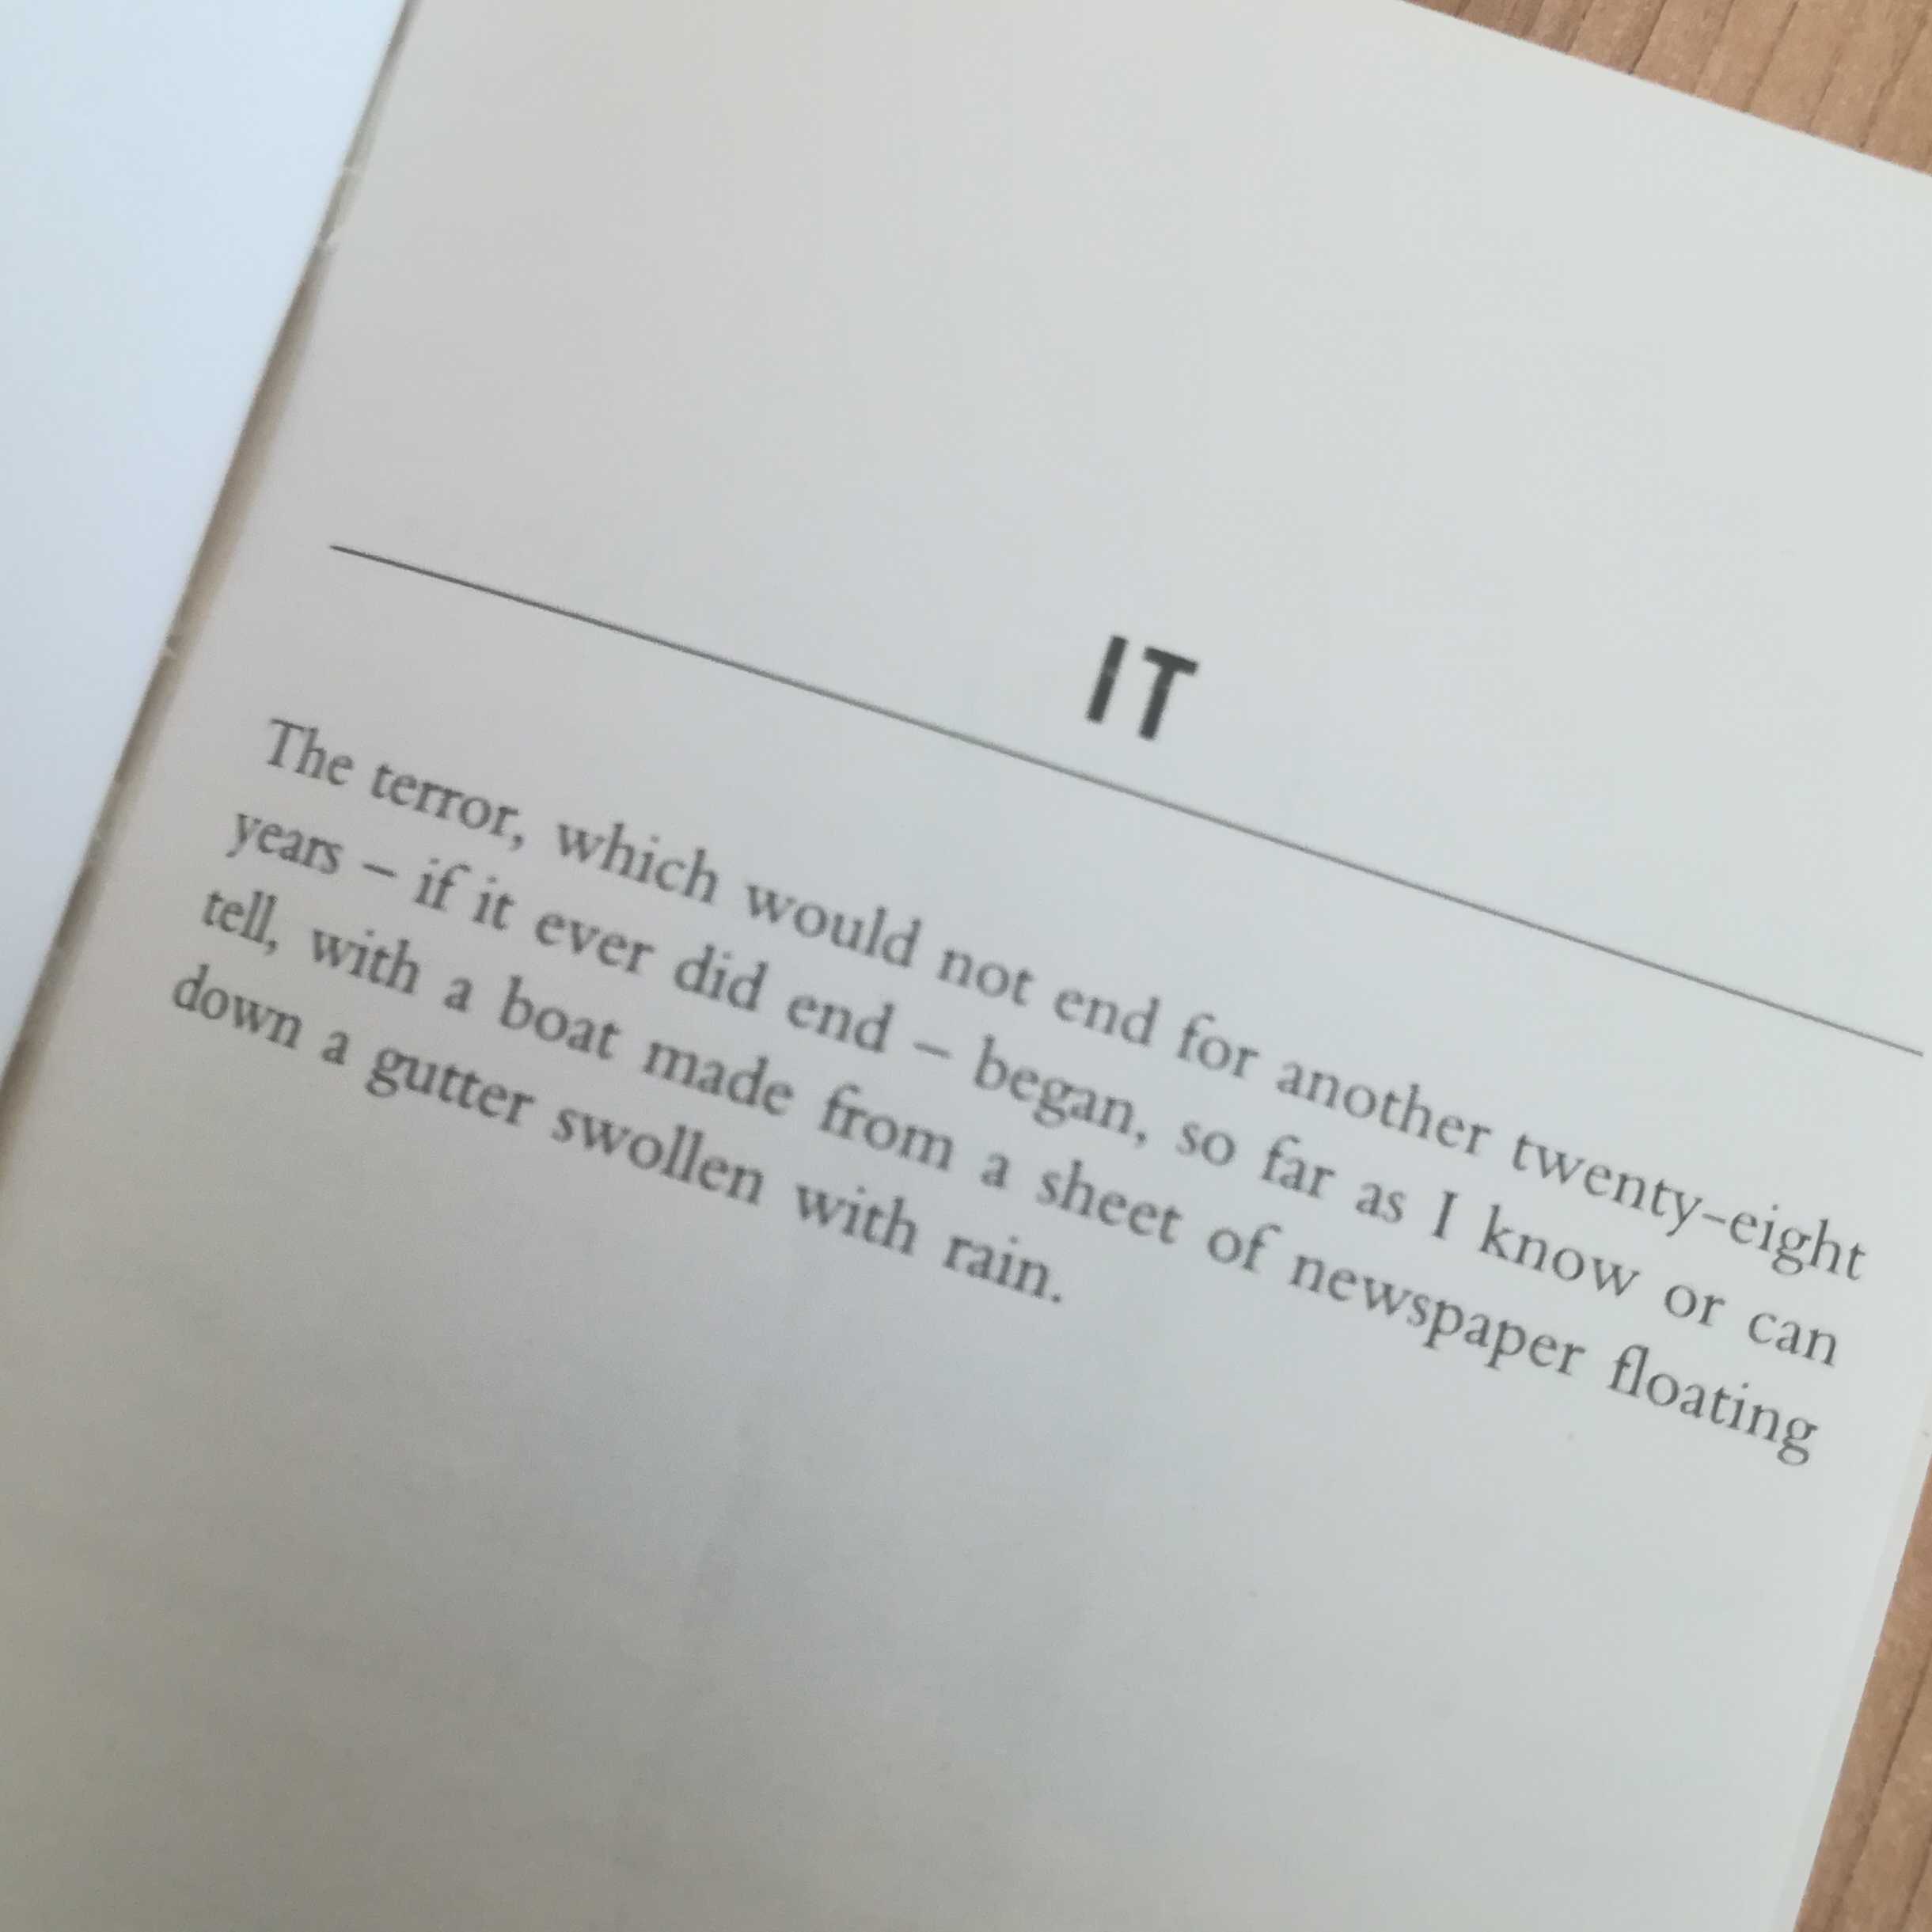 IT
The terror, which would not end for another twenty-eight
years – if it ever did end – began, so far as I know or can
tell, with a boat made from a sheet of newspaper floating
down a gutter swollen with rain.